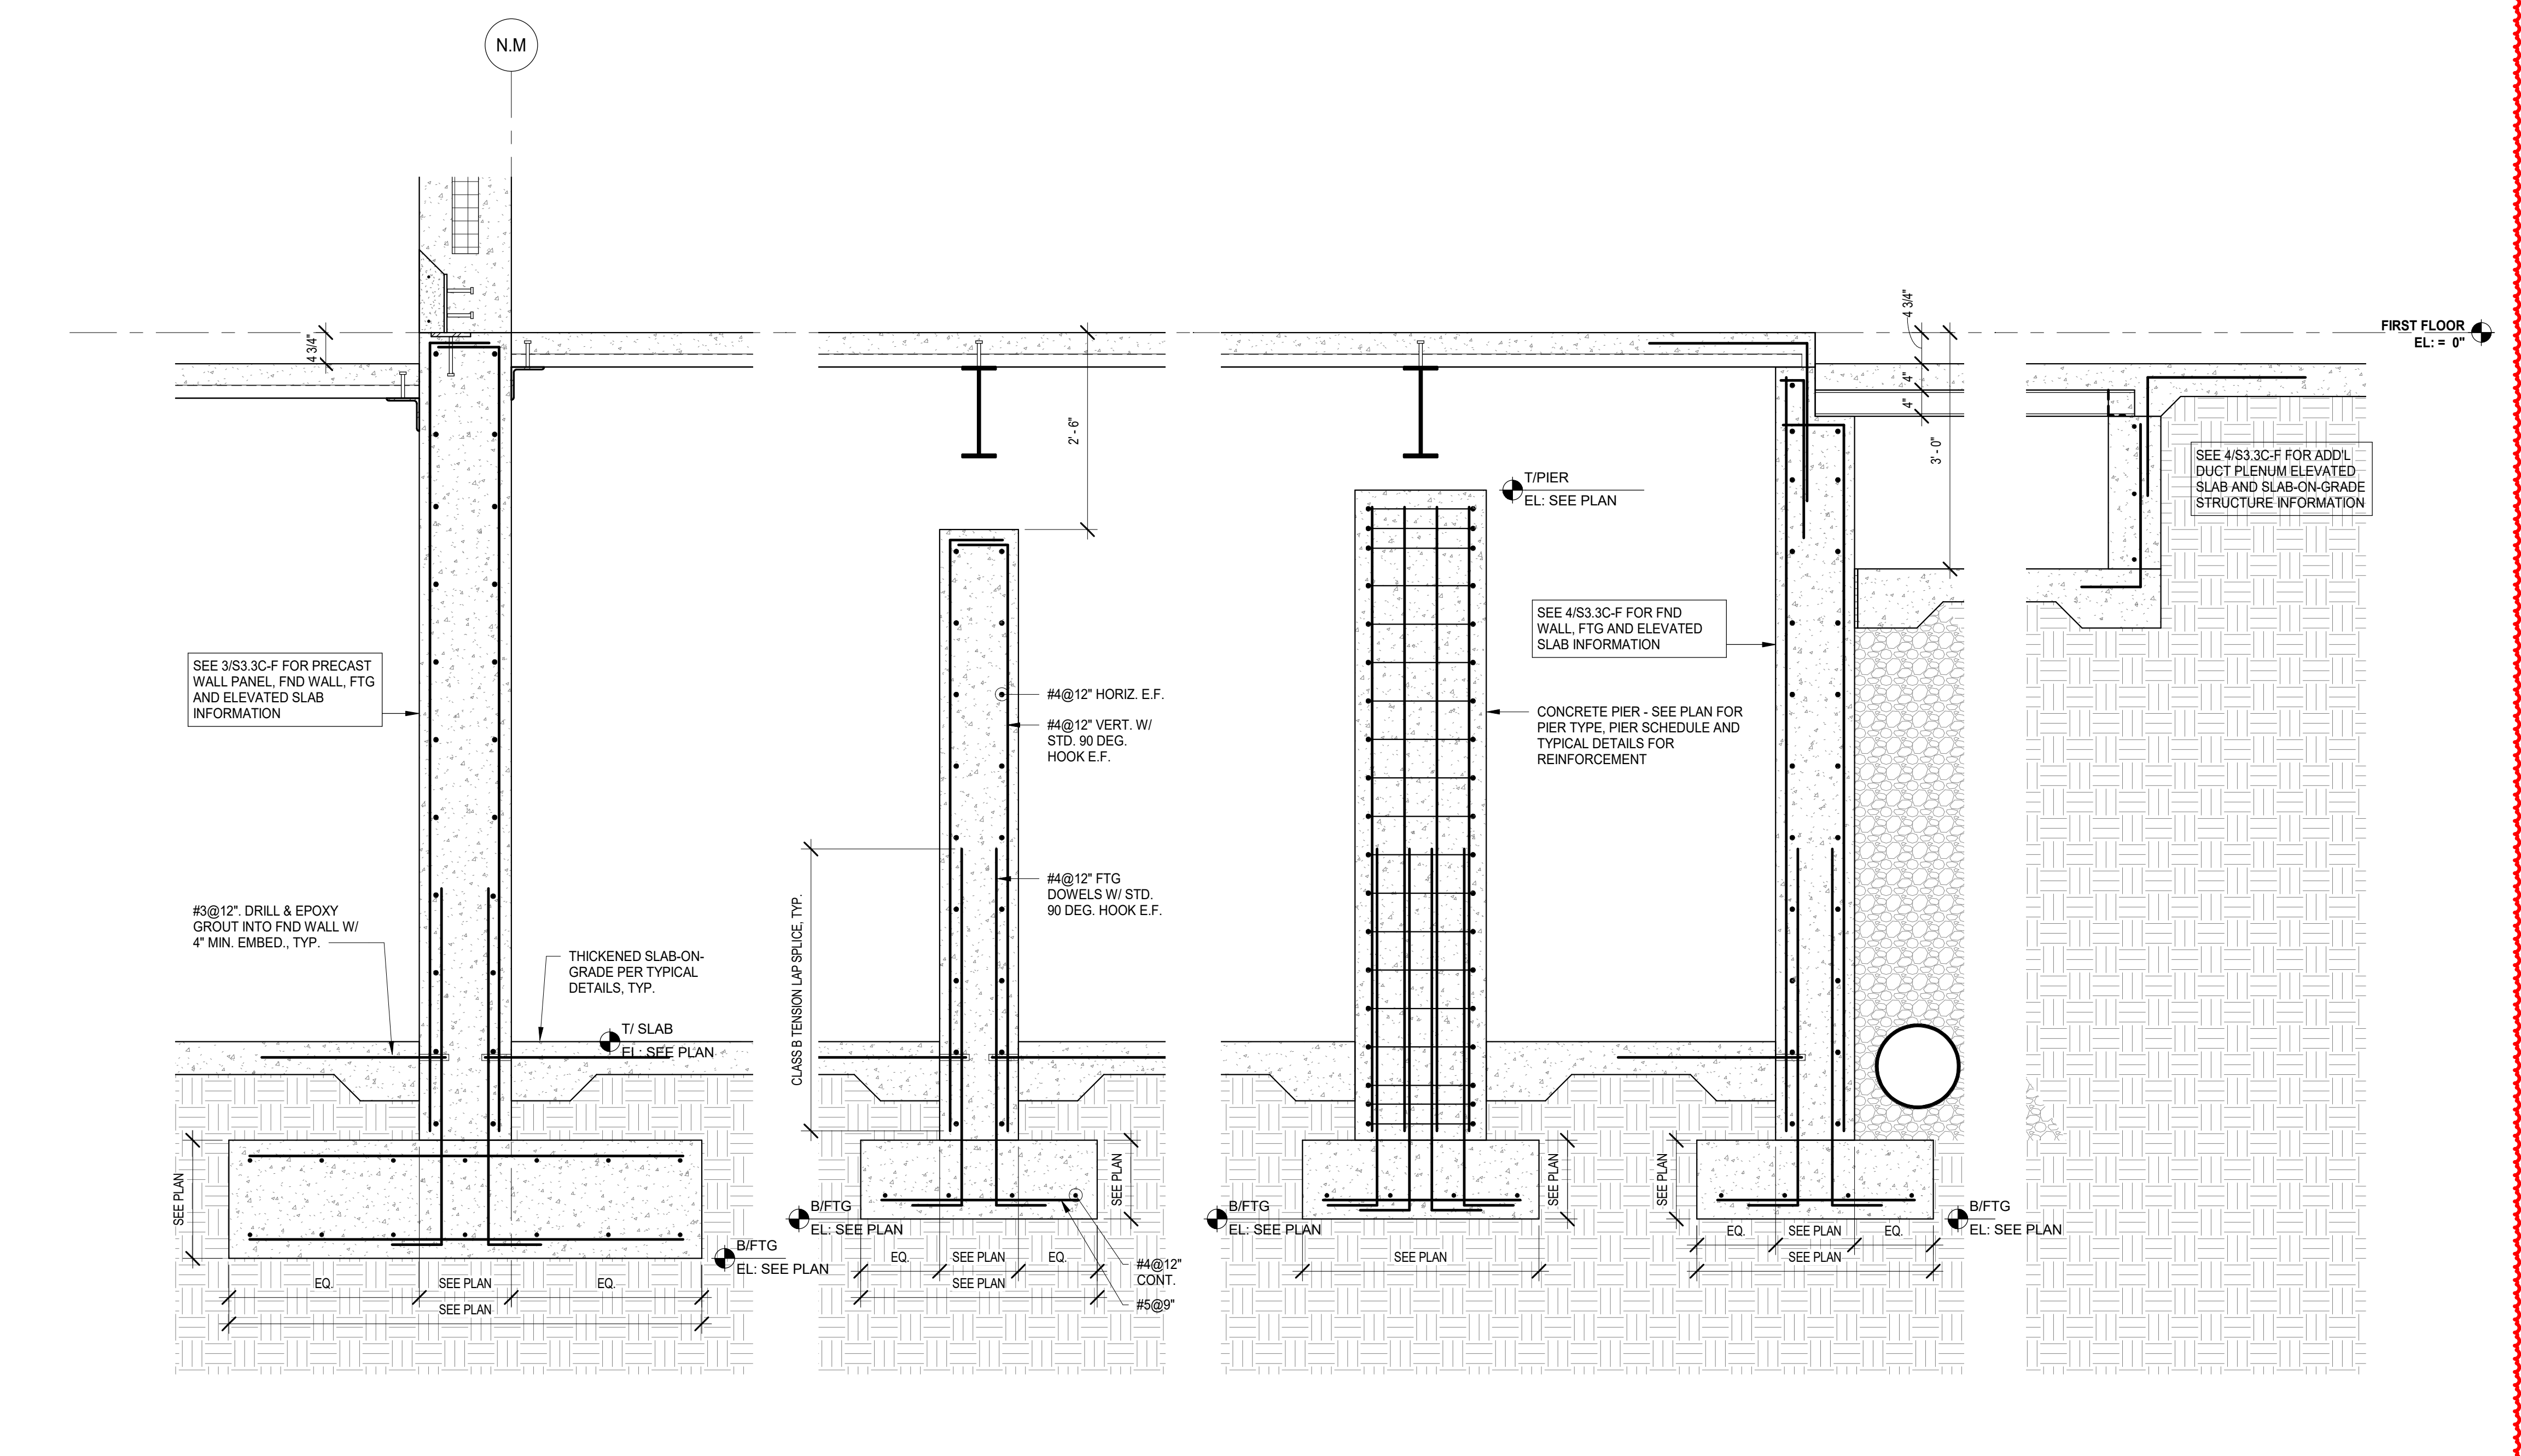 N.M
4 3/4"
4 3/4"
FIRST FLOOR
EL: = 0"
4"
4"
2' - 6"
3' - 0"
SEE 4/S3.3C-F FOR ADD'L
DUCT PLENUM ELEVATED
SLAB AND SLAB-ON-GRADE
STRUCTURE INFORMATION
T/PIER
EL: SEE PLAN
SEE 4/S3.3C-F FOR FND
WALL, FTG AND ELEVATED
SLAB INFORMATION
SEE 3/S3.3C-F FOR PRECAST
WALL PANEL, FND WALL, FTG
AND ELEVATED SLAB
INFORMATION
#4@12" HORIZ. E.F.
#4@12" VERT. W/
STD. 90 DEG.
HOOK E.F.
CONCRETE PIER - SEE PLAN FOR
PIER TYPE, PIER SCHEDULE AND
TYPICAL DETAILS FOR
REINFORCEMENT
#4@12" FTG
DOWELS W/ STD.
90 DEG. HOOK E.F.
CLASS B TENSION LAP SPLICE, TYP.
#3@12". DRILL & EPOXY
GROUT INTO FND WALL W/
4" MIN. EMBED., TYP.
THICKENED SLAB-ON-
GRADE PER TYPICAL
DETAILS, TYP.
T/ SLAB
EL: SEE PLAN
SEE PLAN
SEE PLAN
SEE PLAN
SEE PLAN
B/FTG
EL: SEE PLAN
B/FTG
EL: SEE PLAN
B/FTG
EL: SEE PLAN
B/FTG
EL: SEE PLAN
EQ.
SEE PLAN
EQ.
SEE PLAN
EQ.
SEE PLAN
EQ.
SEE PLAN
#4@12"
CONT.
#5@9"
SEE PLAN
EQ.
SEE PLAN
EQ.
SEE PLAN